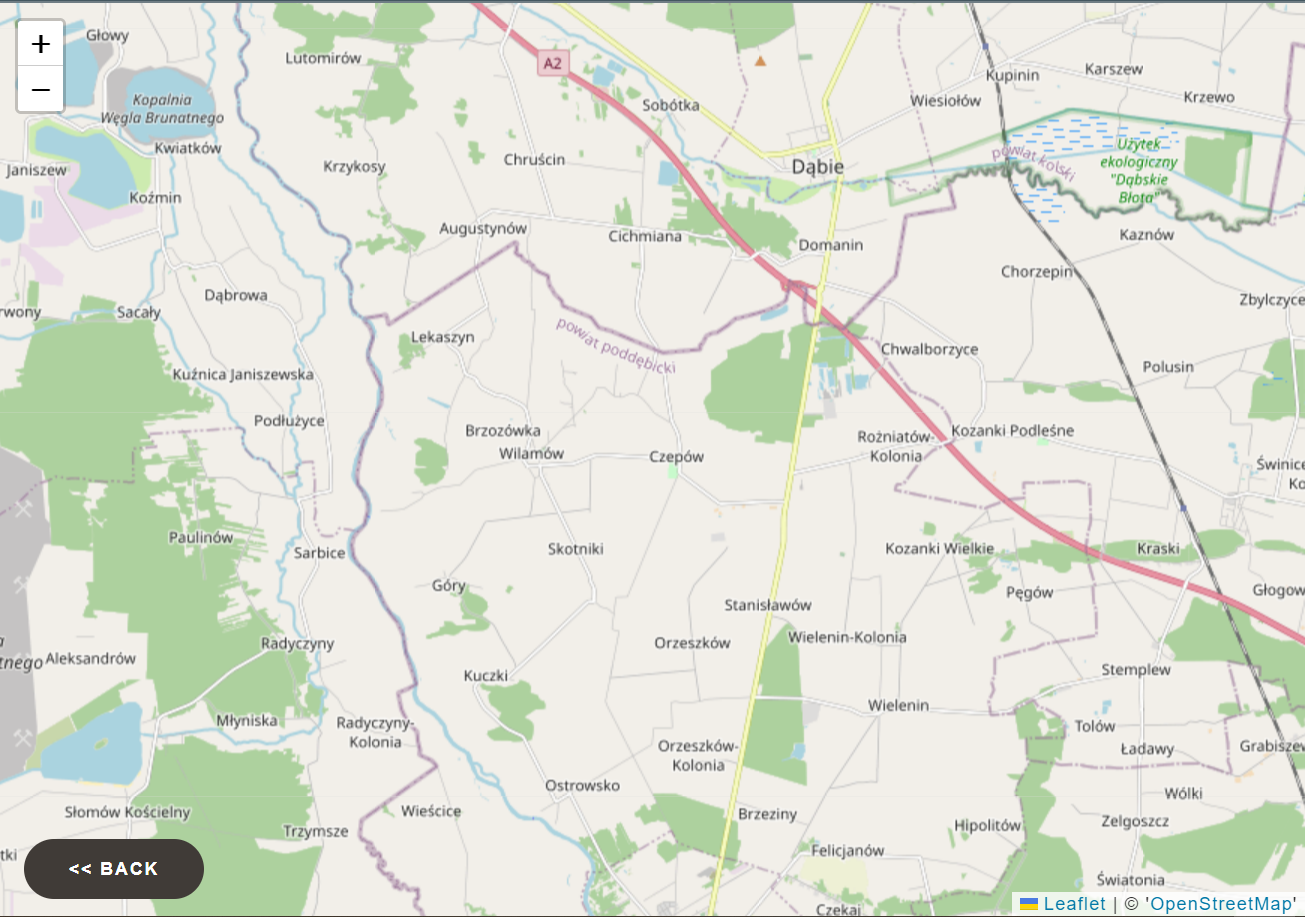 +
−
Głowy
Lutomirów
A2
Kupinin
Karszew
Krzewo
Kopalnia
Węgla Brunatnego
Sobótka
Wiesiołów
Kwiatków
Krzykosy
Chruścin
Dąbie
powiat kolski
Użytek
ekologiczny
"Dąbskie
Błota"
Janiszew
Koźmin
Augustynów
Cichmiana
Domanin
Kaznów
Chorzepin
Dąbrowa
Zbylczyce
rwony
Sacały
Lekaszyn
powiat poddębicki
Chwalborzyce
Polusin
Kuźnica Janiszewska
Podłużyce
Brzozówka
Wilamów
Czepów
Rożniatów-
Kolonia
Kozanki Podleśne
Świnice
Ko
Paulinów
Sarbice
Skotniki
Kozanki Wielkie
Kraski
Góry
Stanisławów
Pęgów
Głogow
Radyczyny
Orzeszków
Wielenin-Kolonia
a
tnego
Aleksandrów
Kuczki
Stemplew
Młyniska
Radyczyny-
Kolonia
Wielenin
Tolów
Ładawy
Grabiszew
Orzeszków-
Kolonia
Ostrowsko
Wólki
Słomów Kościelny
Wieścice
Brzeziny
Zelgoszcz
Trzymsze
Hipolitów
tki
Felicjanów
<< BACK
Światonia
Czekaj
Leaflet | © 'OpenStreetMap'